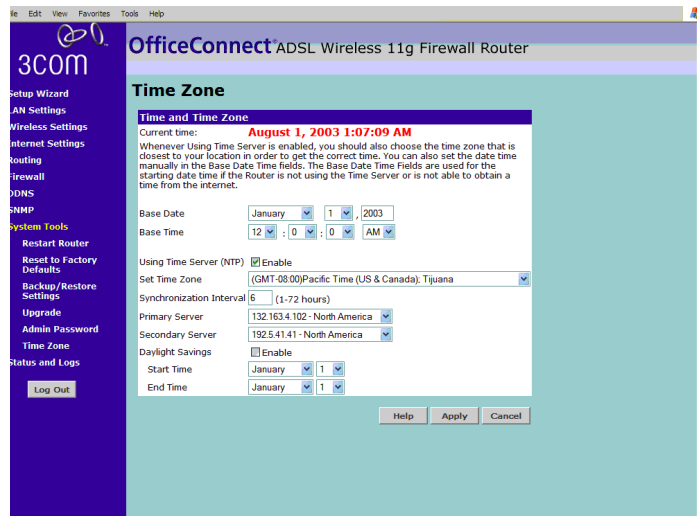 ile Edit View Favorites Tools Help
3COM
OfficeConnect ADSL Wireless 11g Firewall Router
Setup Wizard
LAN Settings
Wireless Settings
Internet Settings
Routing
Firewall
DDNS
SNMP
System Tools
Restart Router
Reset to Factory
Defaults
Backup/Restore
Settings
Upgrade
Admin Password
Time Zone
Status and Logs
Log Out
Time Zone
Time and Time Zone
Current time: August 1, 2003 1:07:09 AM
Whenever Using Time Server is enabled, you should also choose the time zone that is
closest to your location in order to get the correct time. You can also set the date time
manually in the Base Date Time fields. The Base Date Time Fields are used for the
starting date time if the Router is not using the Time Server or is not able to obtain a
time from the internet.
Base Date January 1 , 2003
Base Time 12 : 0 : 0 AM
Using Time Server (NTP) Enable
Set Time Zone (GMT-08:00)Pacific Time (US & Canada); Tijuana
Synchronization Interval 6 (1-72 hours)
Primary Server 132.163.4.102 - North America
Secondary Server 192.5.41.41 - North America
Daylight Savings Enable
Start Time January 1
End Time January 1
Help Apply Cancel